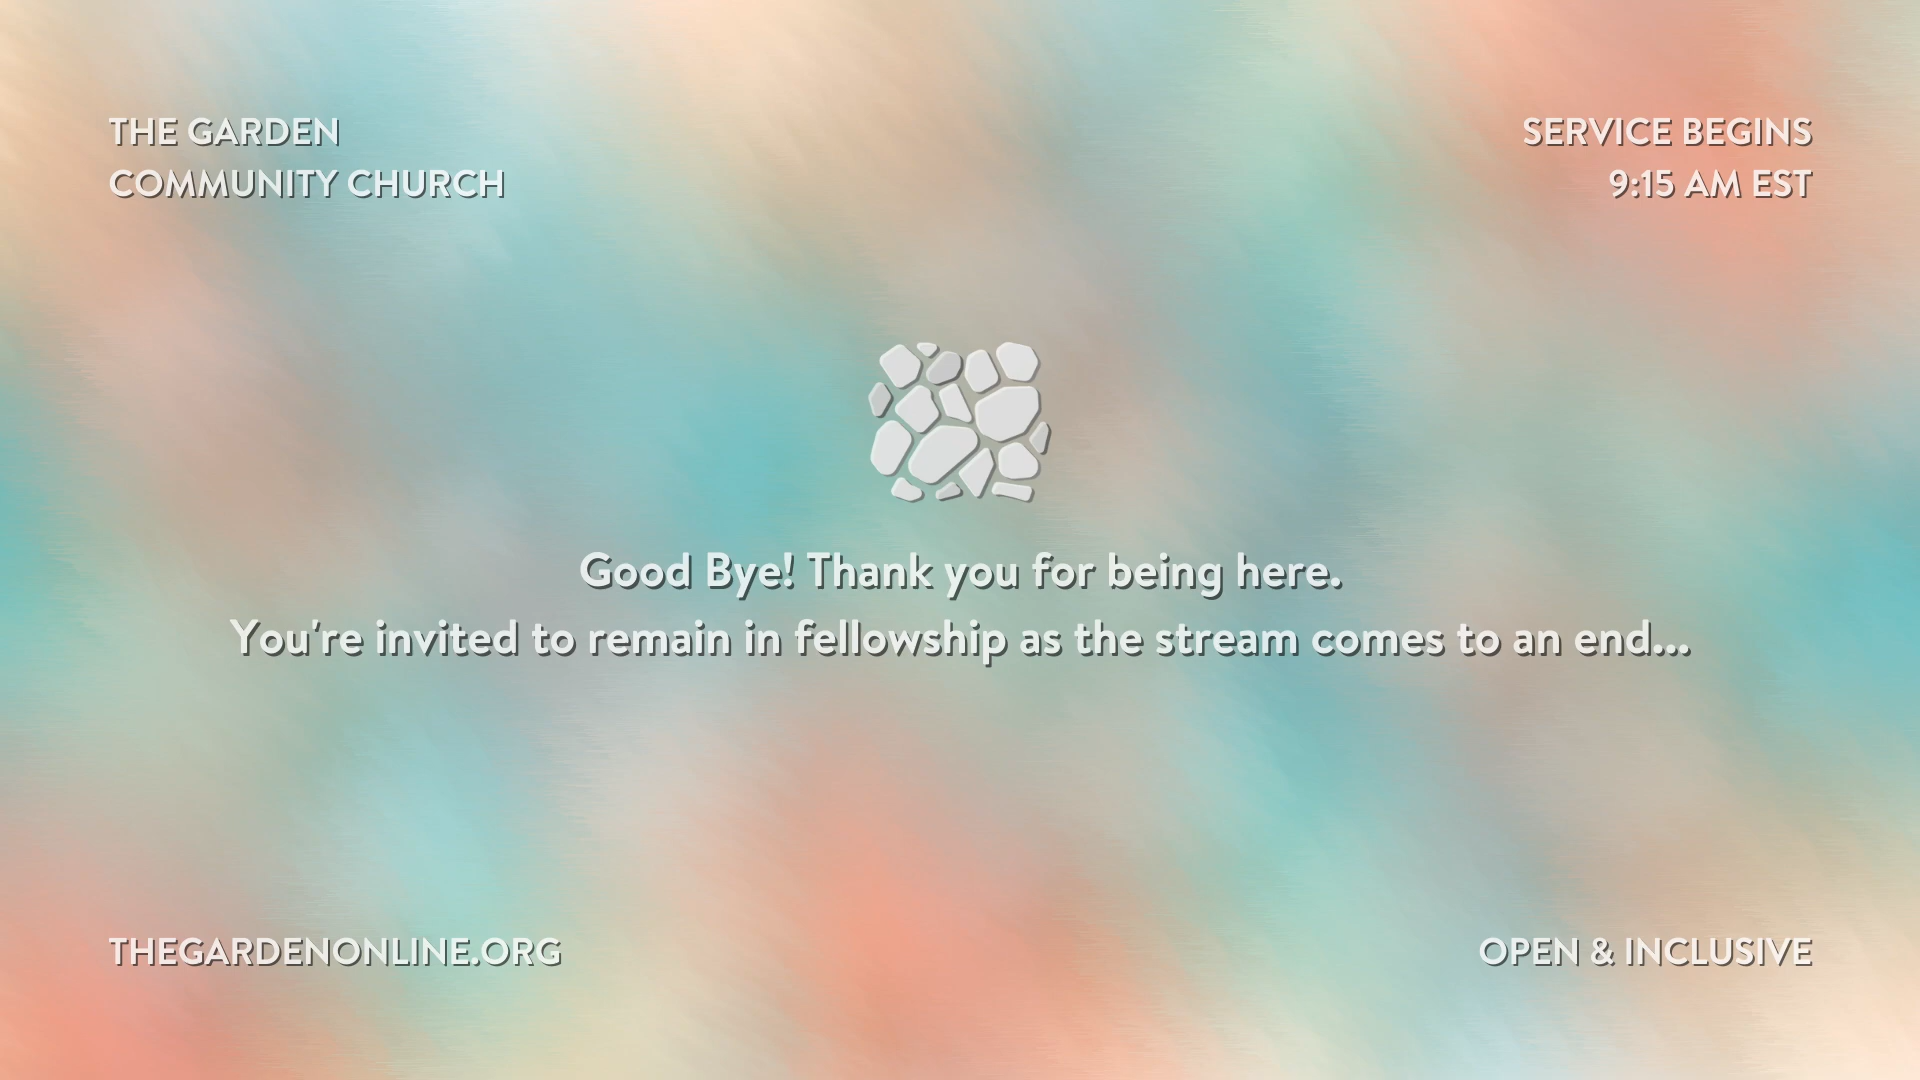 THE GARDEN
COMMUNITY CHURCH
SERVICE BEGINS
9:15 AM EST
Good Bye! Thank you for being here.
You're invited to remain in fellowship as the stream comes to an end...
THEGARDENONLINE.ORG
OPEN & INCLUSIVE